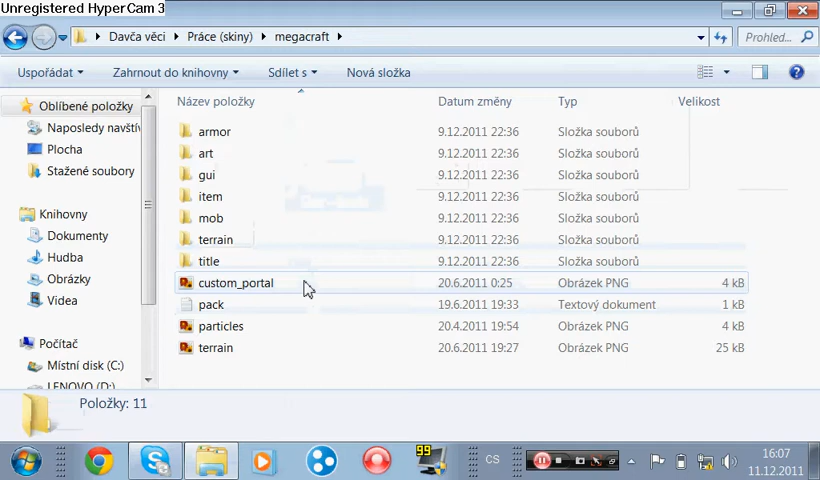 Unregistered HyperCam 3
Davča věci Práce (skiny) megacraft Prohled...
Uspořádat Zahrnout do knihovny Sdílet s Nová složka
Oblíbené položky
Naposledy navštív
Plocha
Stažené soubory
Knihovny
Dokumenty
Hudba
Obrázky
Videa
Počítač
Místní disk (C:)
LENOVO (D:)
Název položky Datum změny Typ Velikost
armor 9.12.2011 22:36 Složka souborů
art 9.12.2011 22:36 Složka souborů
gui 9.12.2011 22:36 Složka souborů
item 9.12.2011 22:36 Složka souborů
mob 9.12.2011 22:36 Složka souborů
terrain 9.12.2011 22:36 Složka souborů
title 9.12.2011 22:36 Složka souborů
custom_portal 20.6.2011 0:25 Obrázek PNG 4 kB
pack 19.6.2011 19:33 Textový dokument 1 kB
particles 20.4.2011 19:54 Obrázek PNG 4 kB
terrain 20.6.2011 19:27 Obrázek PNG 25 kB
Položky: 11
99
CS
16:07
11.12.2011